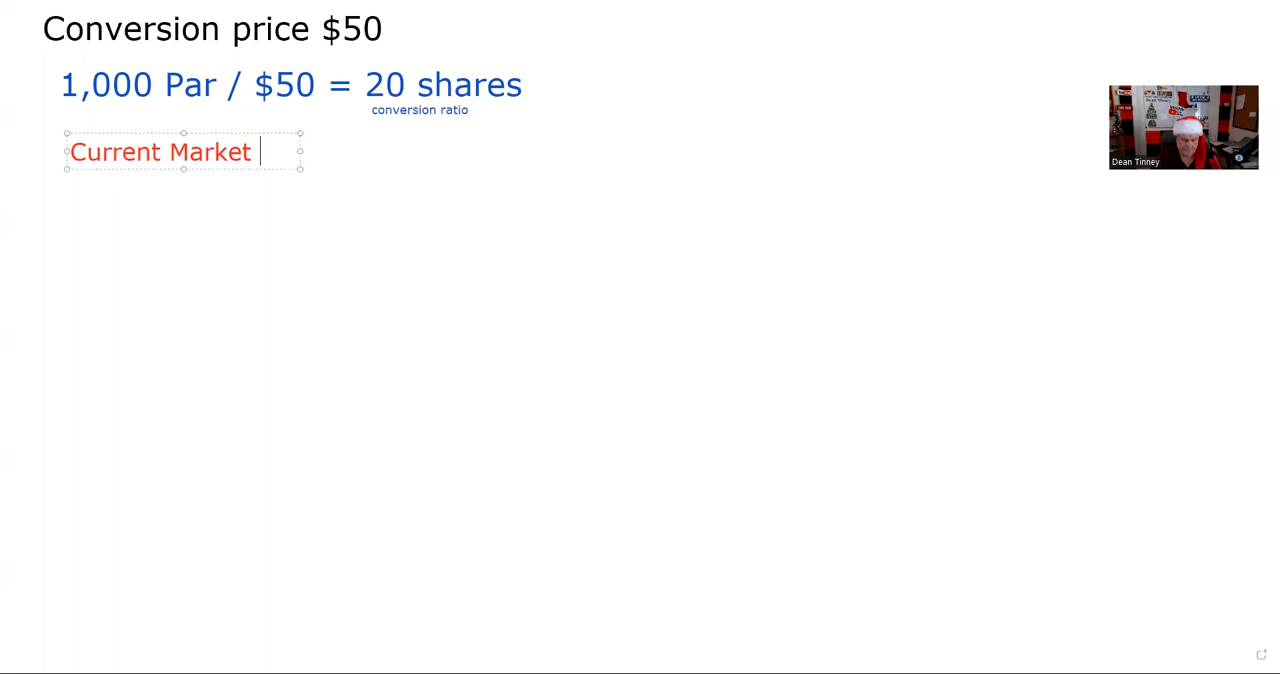 Conversion price $50
1,000 Par / $50 = 20 shares
conversion ratio
Current Market
Dean Tinney